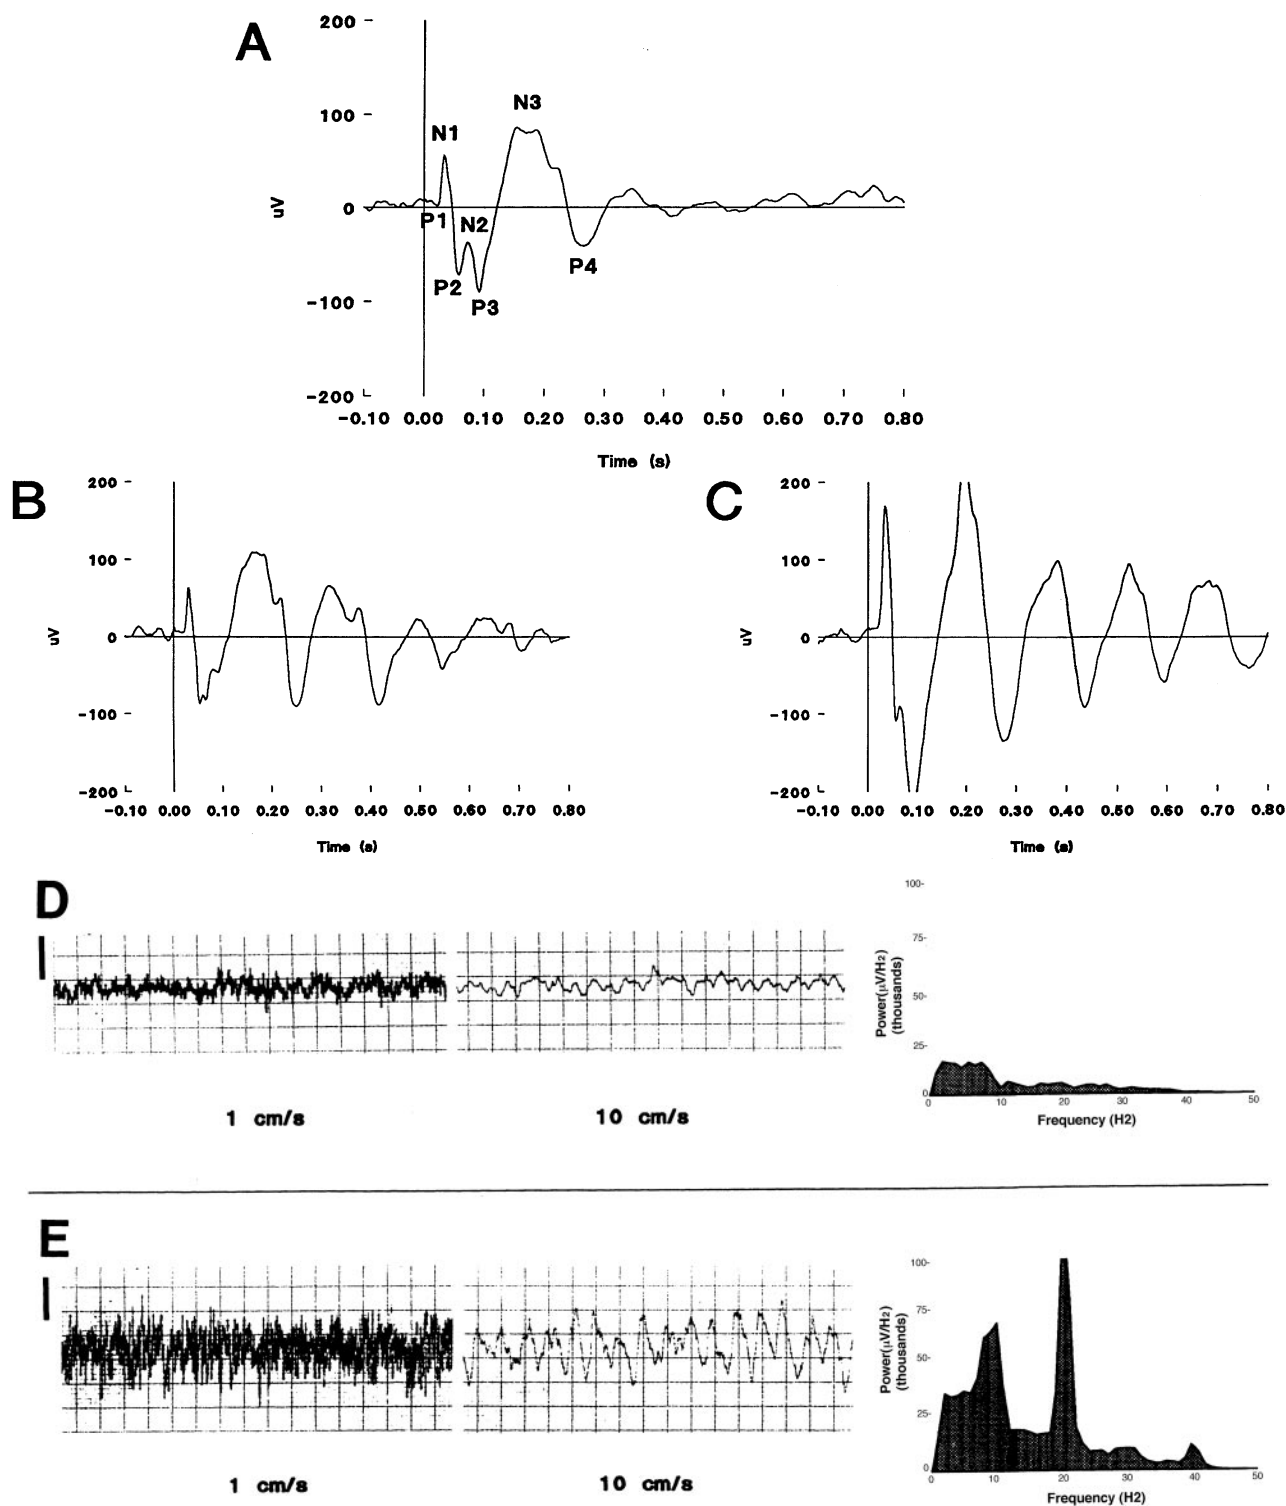 A
200
100
0
-100
-200
uV
N1
N2
N3
P1
P2
P3
P4
-0.10 0.00 0.10 0.20 0.30 0.40 0.50 0.60 0.70 0.80
Time (s)
B
200
100
0
-100
-200
uV
-0.10 0.00 0.10 0.20 0.30 0.40 0.50 0.60 0.70 0.80
Time (s)
C
200
100
0
-100
-200
uV
-0.10 0.00 0.10 0.20 0.30 0.40 0.50 0.60 0.70 0.80
Time (s)
D
1 cm/s
10 cm/s
100-
75-
50-
25-
0
Power(μV/H2)
(thousands)
0 10 20 30 40 50
Frequency (H2)
E
1 cm/s
10 cm/s
100-
75-
50-
25-
0
Power(μV/H2)
(thousands)
0 10 20 30 40 50
Frequency (H2)